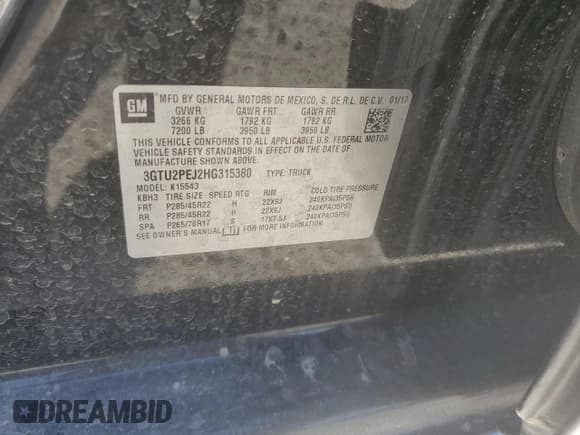 GM
MFD BY GENERAL MOTORS DE MEXICO, S. DE R.L. DE C.V. 01/17
GVWR GAWR FRT GAWR RR
3266 KG 1792 KG 1792 KG
7200 LB 3950 LB 3950 LB
THIS VEHICLE CONFORMS TO ALL APPLICABLE U.S. FEDERAL MOTOR
VEHICLE SAFETY STANDARDS IN EFFECT ON THE DATE OF
MANUFACTURE SHOWN ABOVE.
3GTU2PEJ2HG315380 TYPE: TRUCK
MODEL: K15543
KBH3 TIRE SIZE SPEED RTG RIM COLD TIRE PRESSURE
FRT P285/45R22 H 22X9J 240KPA(35PSI)
RR P285/45R22 H 22X9J 240KPA(35PSI)
SPA P265/70R17 S 17X7.5J 240KPA(35PSI)
SEE OWNER'S MANUAL FOR MORE INFORMATION.
DREAMBID